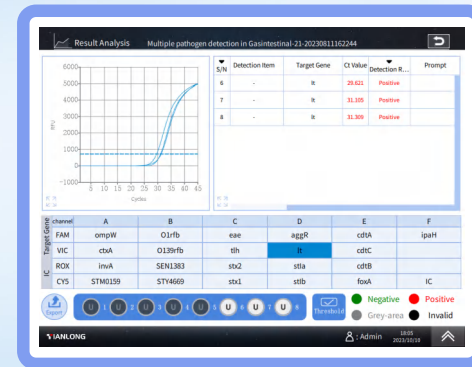 Result Analysis Multiple pathogen detection in Gasintestinal-21-20230811162244
6000
5000
4000
3000
2000
1000
0
-1000
RFU
5 10 15 20 25 30 35 40 45
Cycles
S/N Detection Item Target Gene Ct Value Detection R... Prompt
6 - lt 29.621 Positive
7 - lt 31.105 Positive
8 - lt 31.309 Positive
Target Gene
IC
channel A B C D E F
FAM ompW O1rfb eae aggR cdtA ipaH
VIC ctxA O139rfb tlh lt cdtC
ROX invA SEN1383 stx2 stla cdtB
CY5 STM0159 STY4669 stx1 stlb foxA IC
Export
U 1 U 2 U 3 U 4 U 5 U 6 U 7 U 8
Threshold
Negative Positive
Grey-area Invalid
TIANLONG
Admin
18:05
2023/10/18